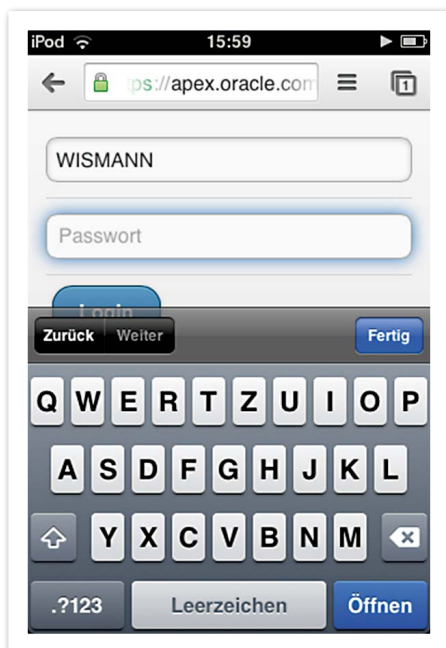 iPod 15:59
ps://apex.oracle.com 1
WISMANN
Passwort
Login
Zurück Weiter Fertig
Q W E R T Z U I O P
A S D F G H J K L
Y X C V B N M
.?123 Leerzeichen Öffnen